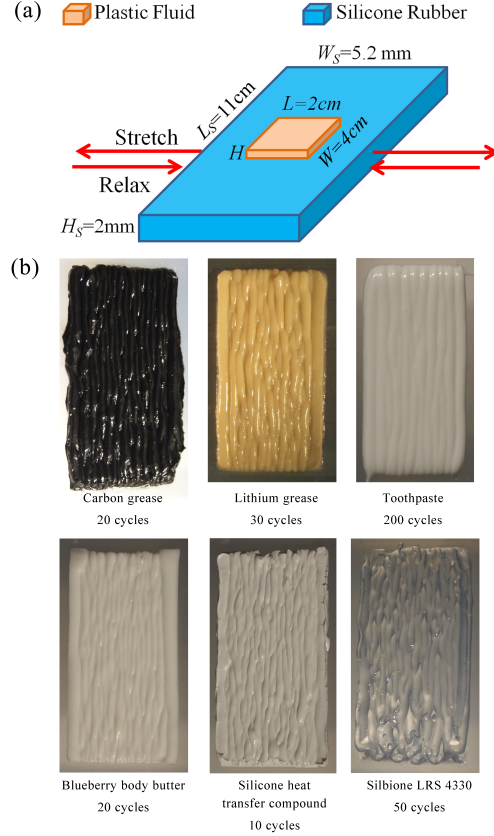 (a)
Plastic Fluid
Silicone Rubber
W_S=5.2 mm
L_S=11cm
L=2cm
W=4cm
H
Stretch
Relax
H_S=2mm
(b)
Carbon grease
20 cycles
Lithium grease
30 cycles
Toothpaste
200 cycles
Blueberry body butter
20 cycles
Silicone heat
transfer compound
10 cycles
Silbione LRS 4330
50 cycles